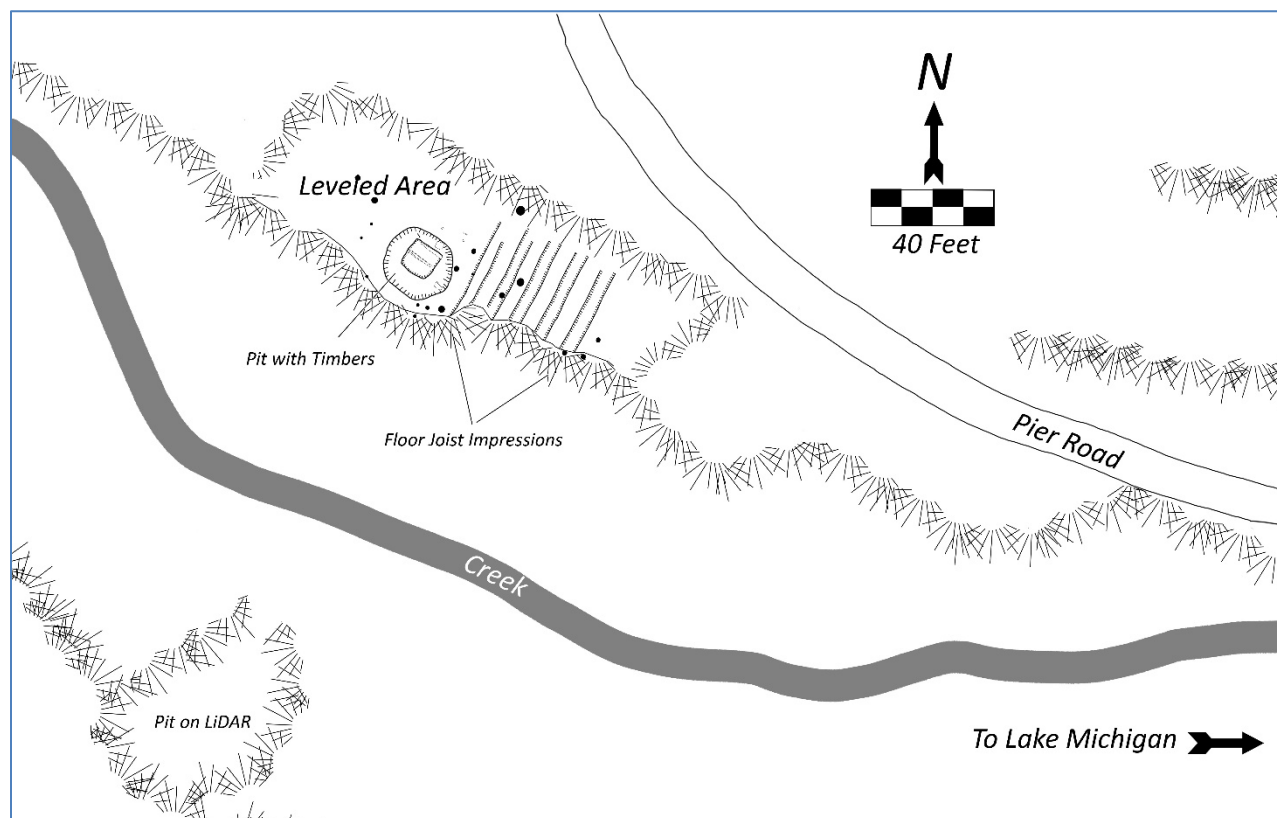 N
40 Feet
Leveled Area
Pit with Timbers
Floor Joist Impressions
Pier Road
Creek
Pit on LiDAR
To Lake Michigan